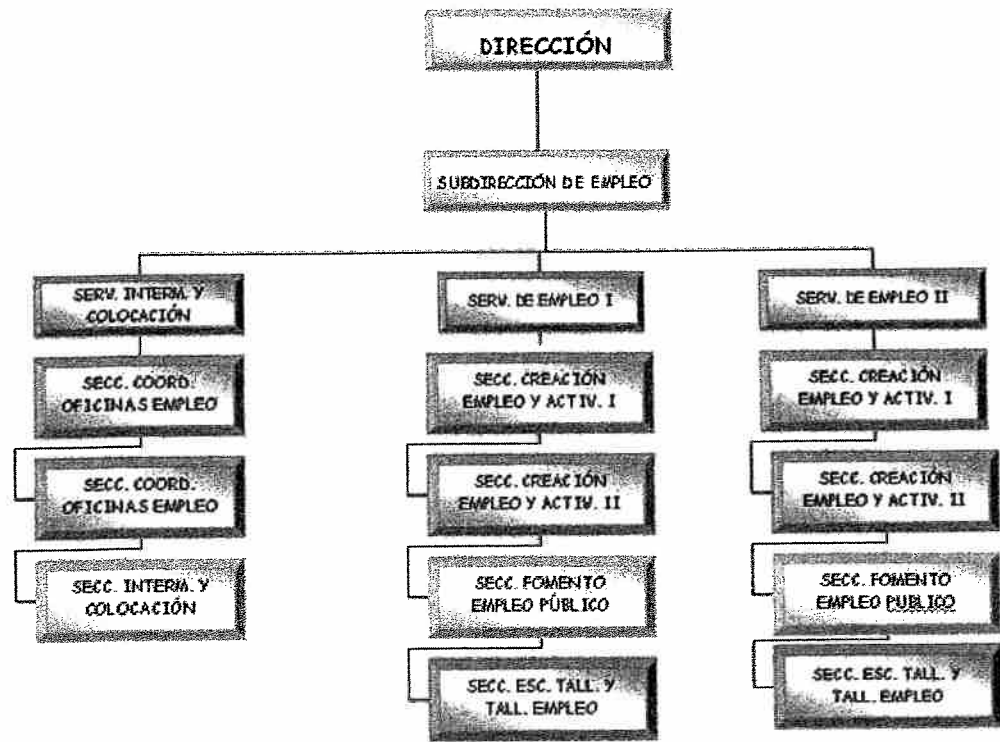 DIRECCIÓN
SUBDIRECCIÓN DE EMPLEO
SERV. INTERM. Y
COLOCACIÓN
SECC. COORD.
OFICINAS EMPLEO
SECC. COORD.
OFICINAS EMPLEO
SECC. INTERM. Y
COLOCACIÓN
SERV. DE EMPLEO I
SECC. CREACIÓN
EMPLEO Y ACTIV. I
SECC. CREACIÓN
EMPLEO Y ACTIV. II
SECC. FOMENTO
EMPLEO PÚBLICO
SECC. ESC. TALL. Y
TALL. EMPLEO
SERV. DE EMPLEO II
SECC. CREACIÓN
EMPLEO Y ACTIV. I
SECC. CREACIÓN
EMPLEO Y ACTIV. II
SECC. FOMENTO
EMPLEO PUBLICO
SECC. ESC. TALL. Y
TALL. EMPLEO